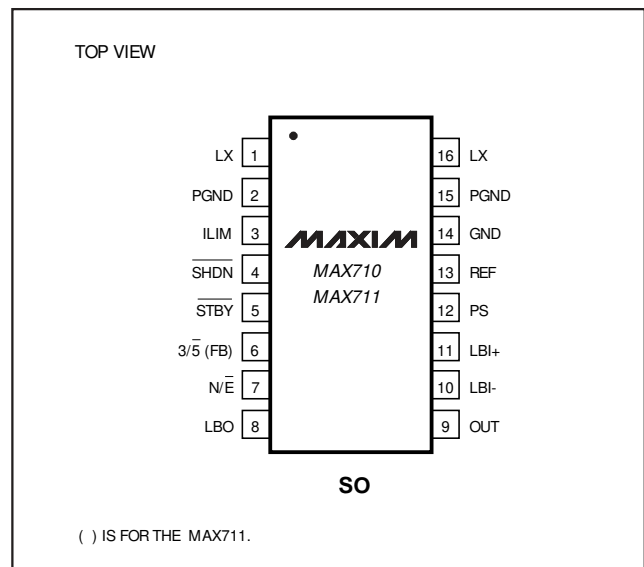 TOP VIEW
LX 1 16 LX
PGND 2 15 PGND
ILIM 3 14 GND
MAXIM
S̅H̅D̅N̅ 4 13 REF
MAX710
S̅T̅B̅Y̅ 5 12 PS
MAX711
3/5̅ (FB) 6 11 LBI+
N/E̅ 7 10 LBI-
LBO 8 9 OUT
SO
( ) IS FOR THE MAX711.